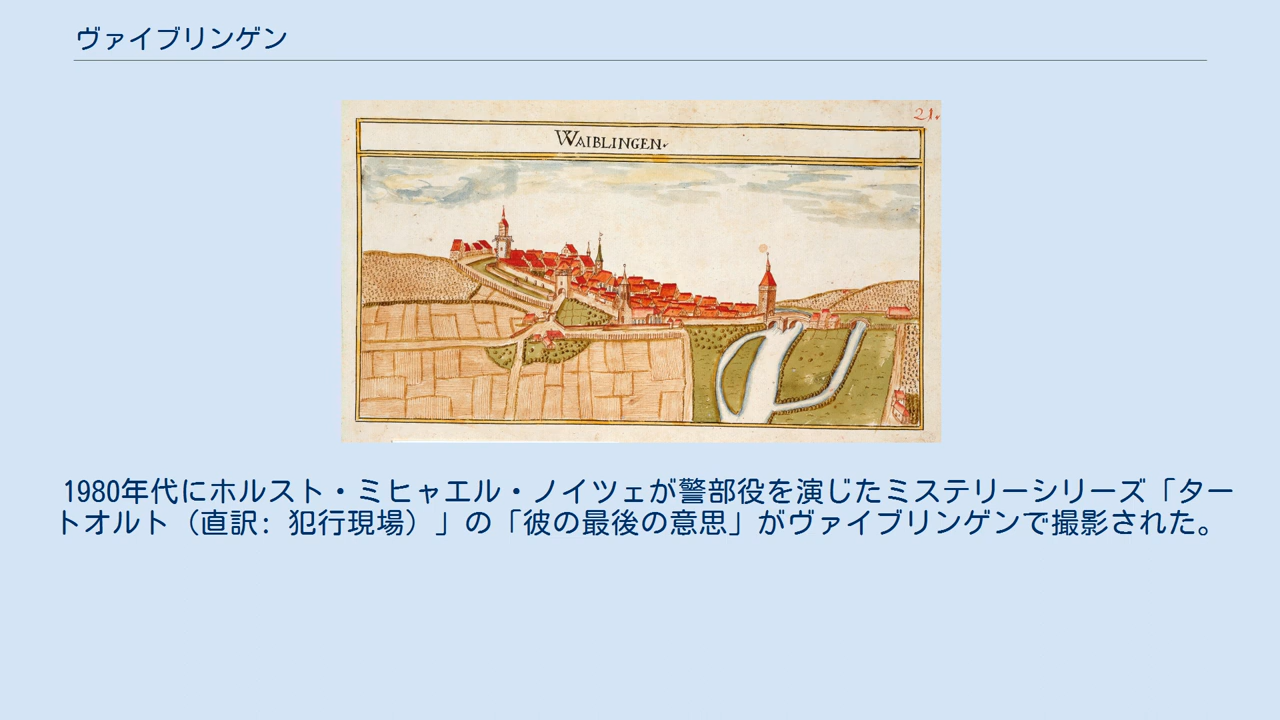 ヴァイブリンゲン
21.
WAIBLINGEN.
1980年代にホルスト・ミヒャエル・ノイツェが警部役を演じたミステリーシリーズ「ター
トオルト（直訳: 犯行現場）」の「彼の最後の意思」がヴァイブリンゲンで撮影された。